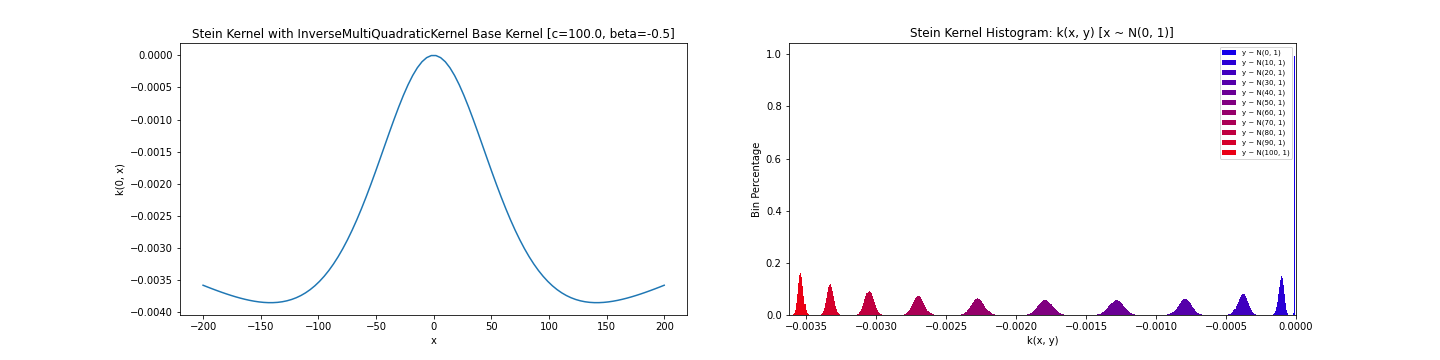 Stein Kernel with InverseMultiQuadraticKernel Base Kernel [c=100.0, beta=-0.5]
0.0000
−0.0005
−0.0010
−0.0015
−0.0020
−0.0025
−0.0030
−0.0035
−0.0040
k(0, x)
−200
−150
−100
−50
0
50
100
150
200
x
Stein Kernel Histogram: k(x, y) [x ~ N(0, 1)]
1.0
0.8
0.6
0.4
0.2
0.0
Bin Percentage
y ~ N(0, 1)
y ~ N(10, 1)
y ~ N(20, 1)
y ~ N(30, 1)
y ~ N(40, 1)
y ~ N(50, 1)
y ~ N(60, 1)
y ~ N(70, 1)
y ~ N(80, 1)
y ~ N(90, 1)
y ~ N(100, 1)
−0.0035
−0.0030
−0.0025
−0.0020
−0.0015
−0.0010
−0.0005
0.0000
k(x, y)